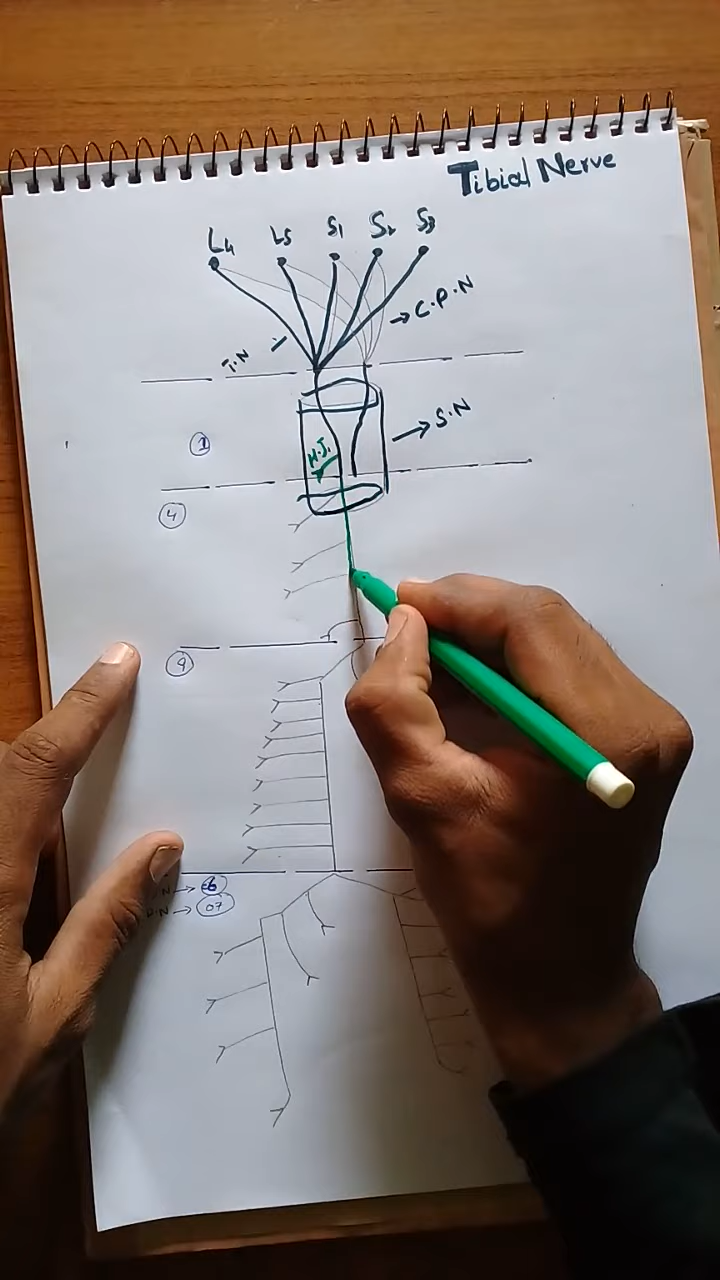 Tibial Nerve
L4 L5 S1 S2 S3
→ C.P.N
T.N
→ S.N
1
H.J.
4
9
N → 6
P.N → 07